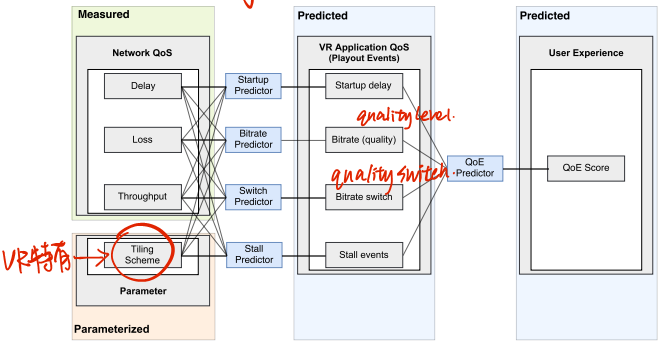 Measured
Predicted
Predicted
Network QoS
VR Application QoS
(Playout Events)
User Experience
Delay
Startup
Predictor
Startup delay
quality level.
Loss
Bitrate
Predictor
Bitrate (quality)
QoE
Predictor
QoE Score
quality switch.
Throughput
Switch
Predictor
Bitrate switch
VR特有
Tiling
Scheme
Stall
Predictor
Stall events
Parameter
Parameterized